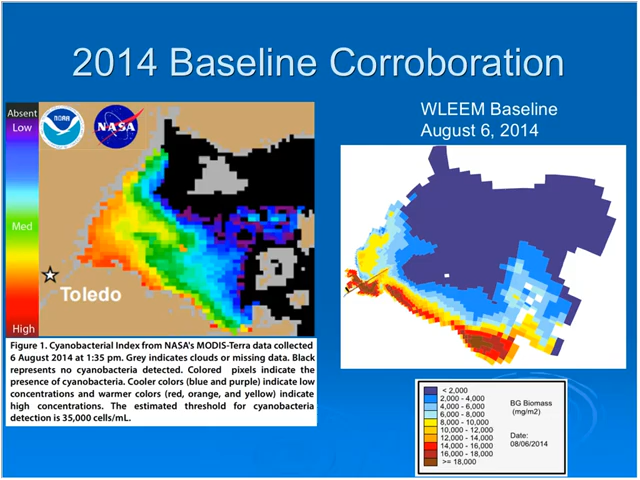 2014 Baseline Corroboration
Absent
Low
Med
High
NOAA
NASA
Toledo
Figure 1. Cyanobacterial Index from NASA's MODIS-Terra data collected
6 August 2014 at 1:35 pm. Grey indicates clouds or missing data. Black
represents no cyanobacteria detected. Colored pixels indicate the
presence of cyanobacteria. Cooler colors (blue and purple) indicate low
concentrations and warmer colors (red, orange, and yellow) indicate
high concentrations. The estimated threshold for cyanobacteria
detection is 35,000 cells/mL.
WLEEM Baseline
August 6, 2014
< 2,000
2,000 - 4,000
4,000 - 6,000
6,000 - 8,000
8,000 - 10,000
10,000 - 12,000
12,000 - 14,000
14,000 - 16,000
16,000 - 18,000
>= 18,000
BG Biomass
(mg/m2)
Date:
08/06/2014